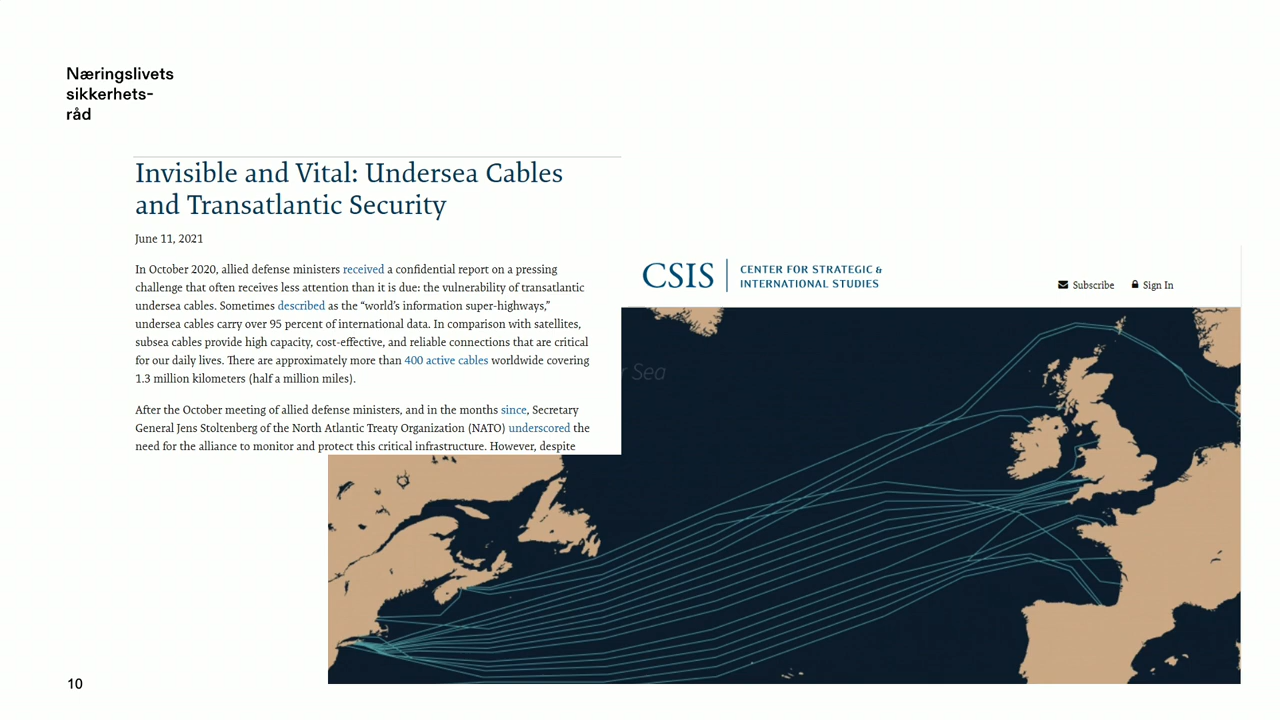 Næringslivets
sikkerhets-
råd
Invisible and Vital: Undersea Cables
and Transatlantic Security
June 11, 2021
In October 2020, allied defense ministers received a confidential report on a pressing
challenge that often receives less attention than it is due: the vulnerability of transatlantic
undersea cables. Sometimes described as the “world’s information super-highways,”
undersea cables carry over 95 percent of international data. In comparison with satellites,
subsea cables provide high capacity, cost-effective, and reliable connections that are critical
for our daily lives. There are approximately more than 400 active cables worldwide covering
1.3 million kilometers (half a million miles).
After the October meeting of allied defense ministers, and in the months since, Secretary
General Jens Stoltenberg of the North Atlantic Treaty Organization (NATO) underscored the
need for the alliance to monitor and protect this critical infrastructure. However, despite
CSIS
CENTER FOR STRATEGIC &
INTERNATIONAL STUDIES
Subscribe
Sign In
Sea
10